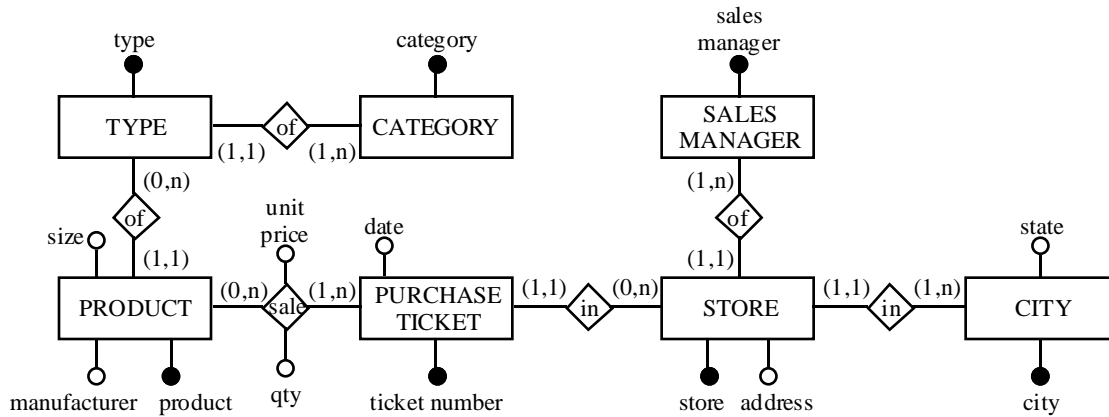 type
category
sales
manager
TYPE
of
CATEGORY
SALES
MANAGER
(1,1)
(1,n)
(0,n)
(1,n)
of
unit
price
of
size
date
state
(1,1)
(1,1)
PRODUCT
(0,n)
sale
(1,n)
PURCHASE
TICKET
(1,1)
in
(0,n)
STORE
(1,1)
in
(1,n)
CITY
manufacturer
product
qty
ticket number
store
address
city